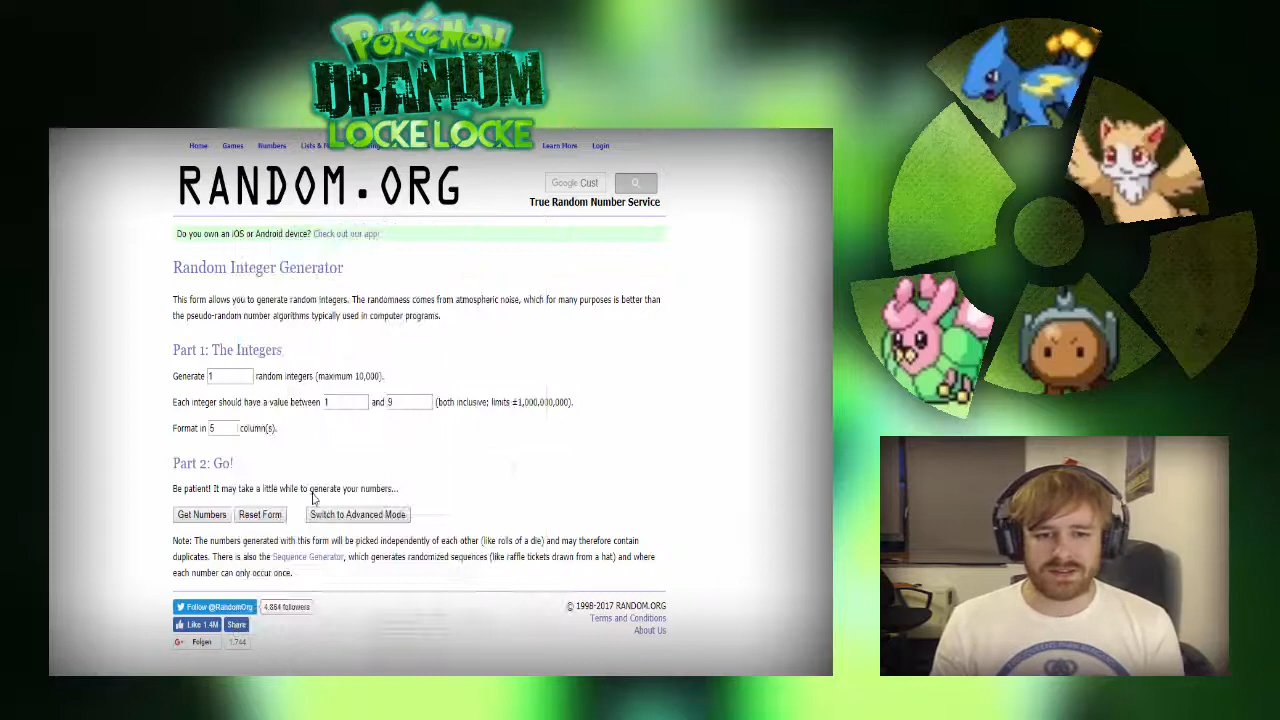 POKéMON
URANIUM
LOCKE LOCKE
Home Games Numbers Learn More Login
RANDOM.ORG
Google Cust
True Random Number Service
Do you own an iOS or Android device? Check out our app!
Random Integer Generator
This form allows you to generate random integers. The randomness comes from atmospheric noise, which for many purposes is better than
the pseudo-random number algorithms typically used in computer programs.
Part 1: The Integers
Generate 1 random integers (maximum 10,000).
Each integer should have a value between 1 and 9 (both inclusive; limits ±1,000,000,000).
Format in 5 column(s).
Part 2: Go!
Be patient! It may take a little while to generate your numbers...
Get Numbers Reset Form Switch to Advanced Mode
Note: The numbers generated with this form will be picked independently of each other (like rolls of a die) and may therefore contain
duplicates. There is also the Sequence Generator, which generates randomized sequences (like raffle tickets drawn from a hat) and where
each number can only occur once.
Follow @RandomOrg 4,864 followers
© 1998-2017 RANDOM.ORG
Like 1.4M Share
Terms and Conditions
G+ Folgen 1.744
About Us